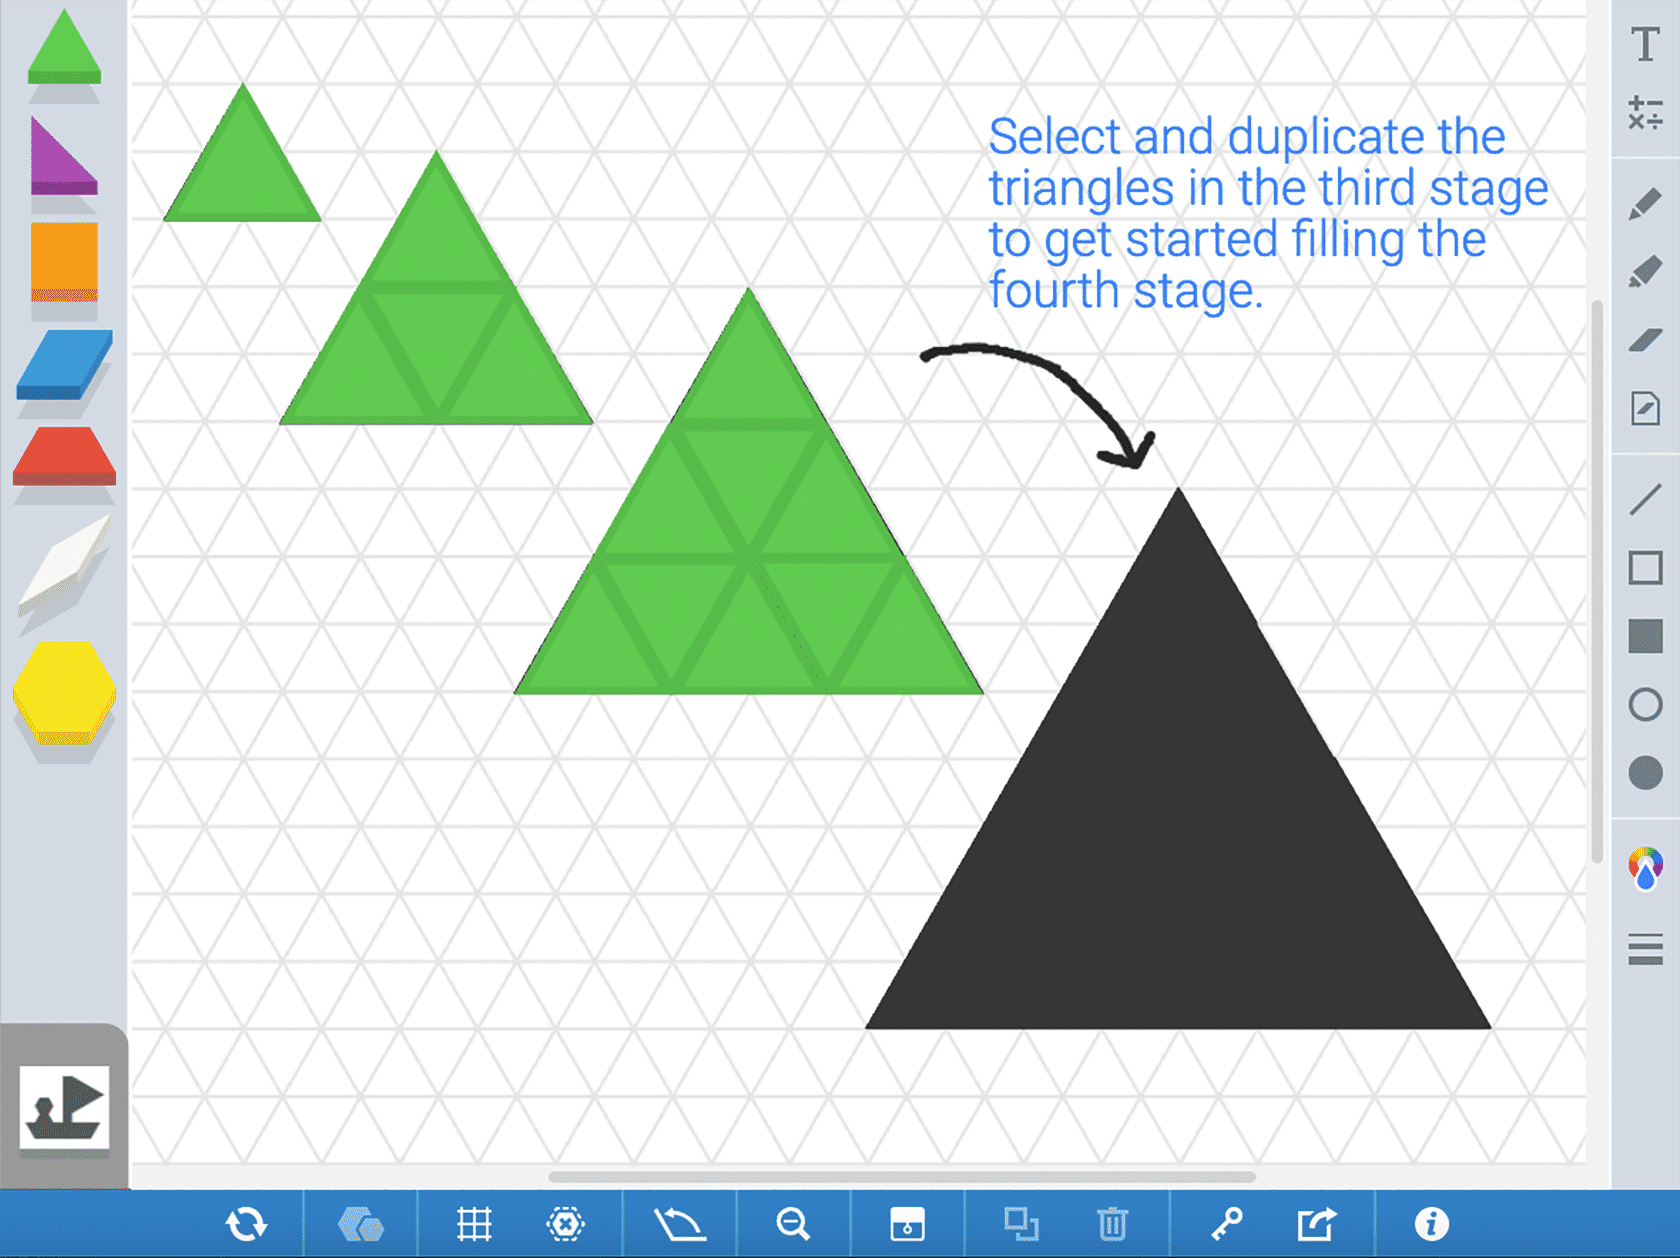 Select and duplicate the
triangles in the third stage
to get started filling the
fourth stage.